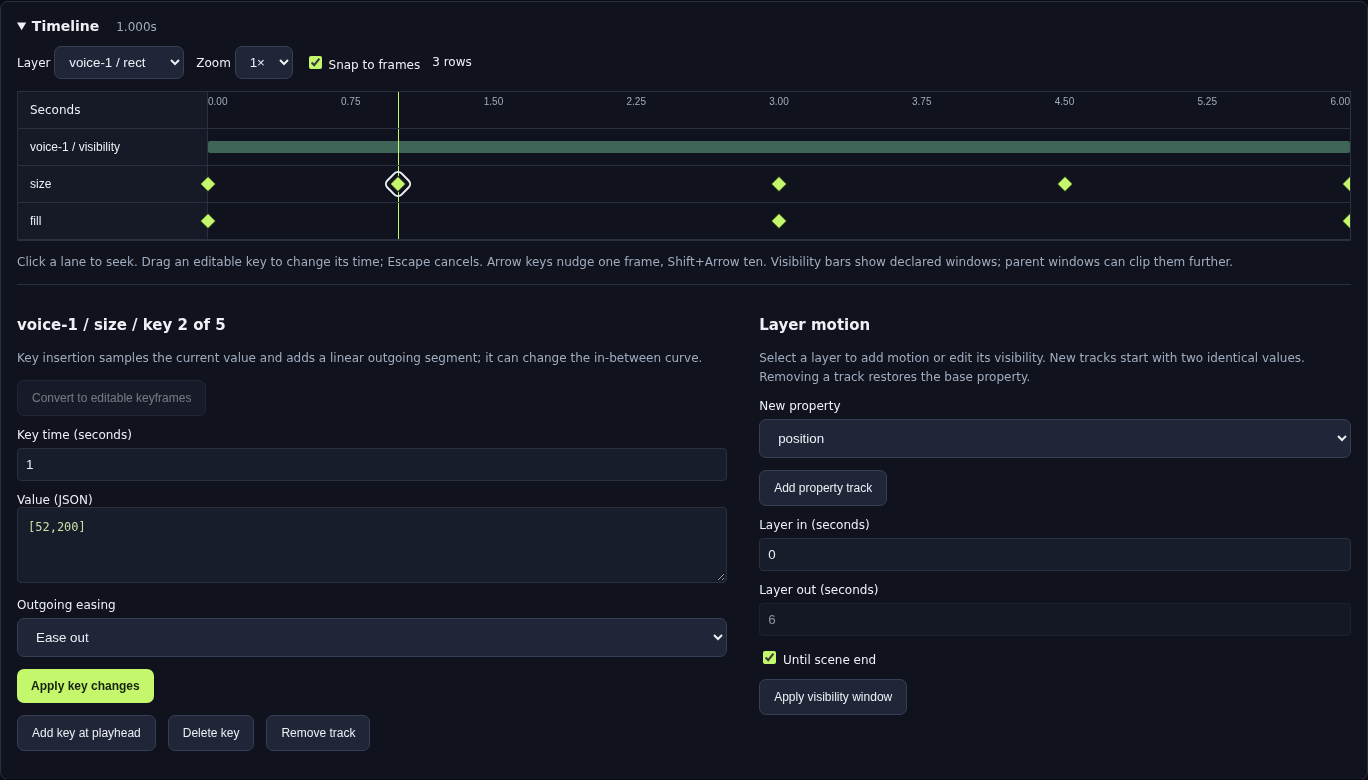 ▼ Timeline 1.000s
Layer voice-1 / rect Zoom 1× Snap to frames 3 rows
Seconds 0.00 0.75 1.50 2.25 3.00 3.75 4.50 5.25 6.00
voice-1 / visibility
size
fill
Click a lane to seek. Drag an editable key to change its time; Escape cancels. Arrow keys nudge one frame, Shift+Arrow ten. Visibility bars show declared windows; parent windows can clip them further.
voice-1 / size / key 2 of 5
Key insertion samples the current value and adds a linear outgoing segment; it can change the in-between curve.
Convert to editable keyframes
Key time (seconds)
1
Value (JSON)
[52,200]
Outgoing easing
Ease out
Apply key changes
Add key at playhead Delete key Remove track
Layer motion
Select a layer to add motion or edit its visibility. New tracks start with two identical values.
Removing a track restores the base property.
New property
position
Add property track
Layer in (seconds)
0
Layer out (seconds)
6
Until scene end
Apply visibility window